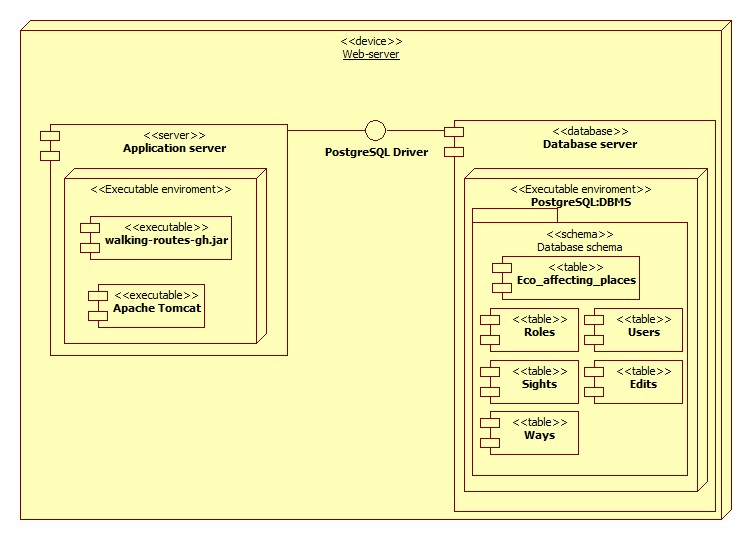 <<device>>
Web-server
<<server>>
Application server
<<Executable enviroment>>
<<executable>>
walking-routes-gh.jar
<<executable>>
Apache Tomcat
PostgreSQL Driver
<<database>>
Database server
<<Executable enviroment>>
PostgreSQL:DBMS
<<schema>>
Database schema
<<table>>
Eco_affecting_places
<<table>>
Roles
<<table>>
Users
<<table>>
Sights
<<table>>
Edits
<<table>>
Ways